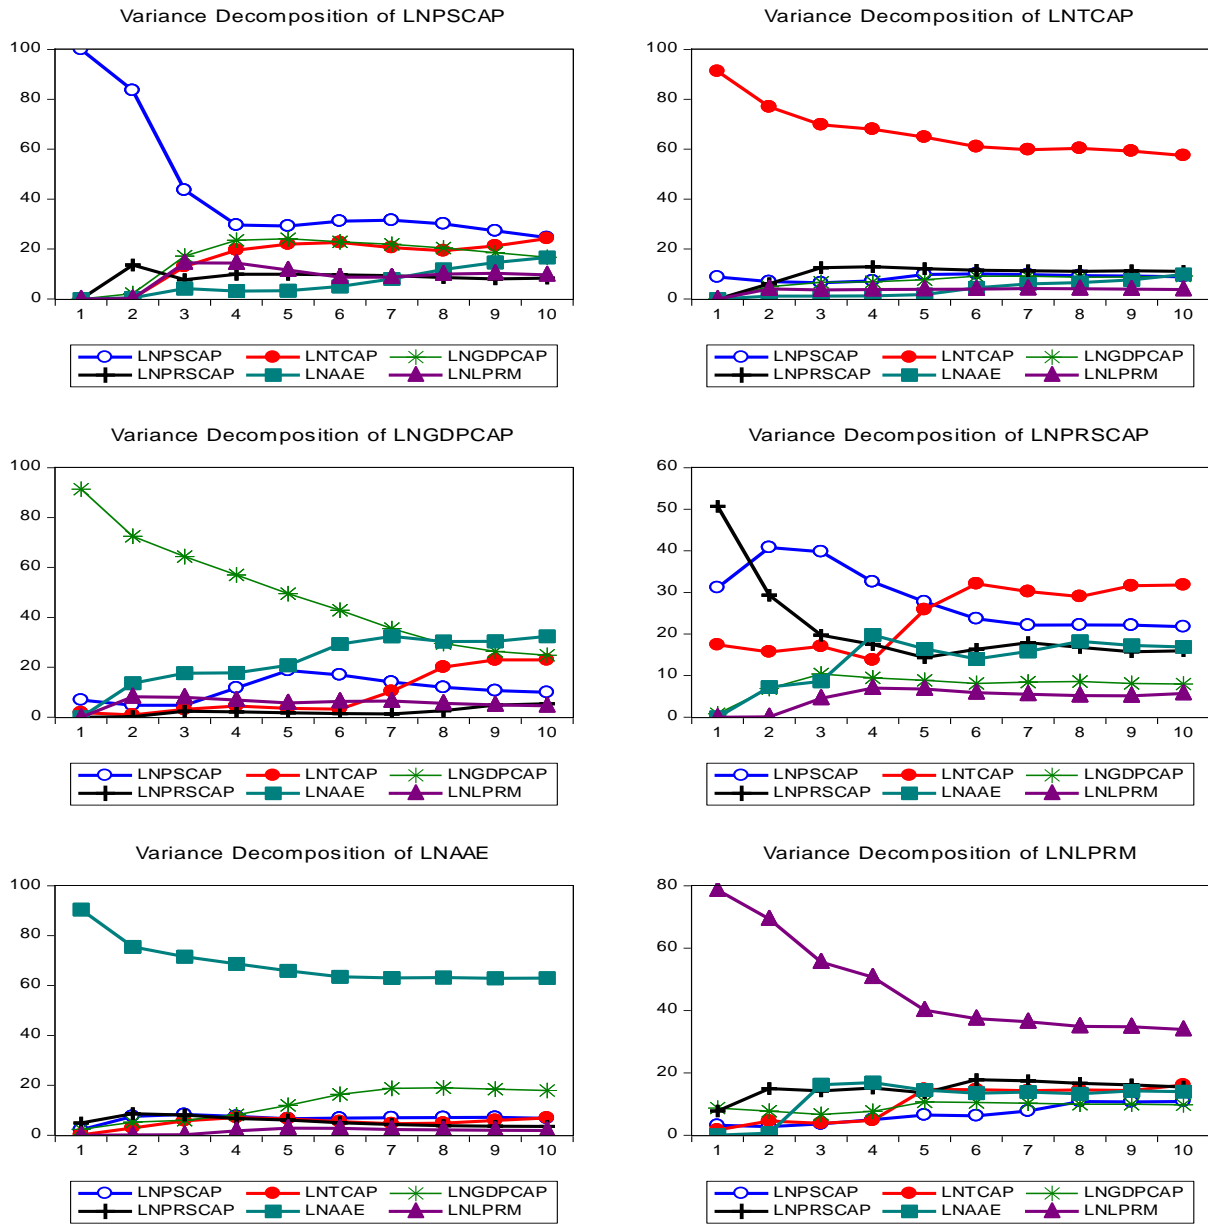 Variance Decomposition of LNPSCAP
100
80
60
40
20
0
1 2 3 4 5 6 7 8 9 10
LNPSCAP LNTCAP LNGDPCAP
LNPRSCAP LNAAE LNLPRM
Variance Decomposition of LNTCAP
100
80
60
40
20
0
1 2 3 4 5 6 7 8 9 10
LNPSCAP LNTCAP LNGDPCAP
LNPRSCAP LNAAE LNLPRM
Variance Decomposition of LNGDPCAP
100
80
60
40
20
0
1 2 3 4 5 6 7 8 9 10
LNPSCAP LNTCAP LNGDPCAP
LNPRSCAP LNAAE LNLPRM
Variance Decomposition of LNPRSCAP
60
50
40
30
20
10
0
1 2 3 4 5 6 7 8 9 10
LNPSCAP LNTCAP LNGDPCAP
LNPRSCAP LNAAE LNLPRM
Variance Decomposition of LNAAE
100
80
60
40
20
0
1 2 3 4 5 6 7 8 9 10
LNPSCAP LNTCAP LNGDPCAP
LNPRSCAP LNAAE LNLPRM
Variance Decomposition of LNLPRM
80
60
40
20
0
1 2 3 4 5 6 7 8 9 10
LNPSCAP LNTCAP LNGDPCAP
LNPRSCAP LNAAE LNLPRM